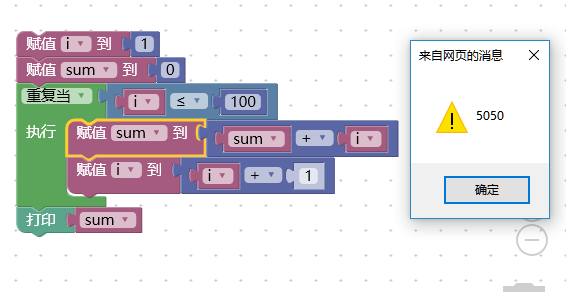 赋值 i 到 1
赋值 sum 到 0
重复当 i ≤ 100
执行 赋值 sum 到 sum + i
赋值 i 到 i + 1
打印 sum
来自网页的消息
5050
确定